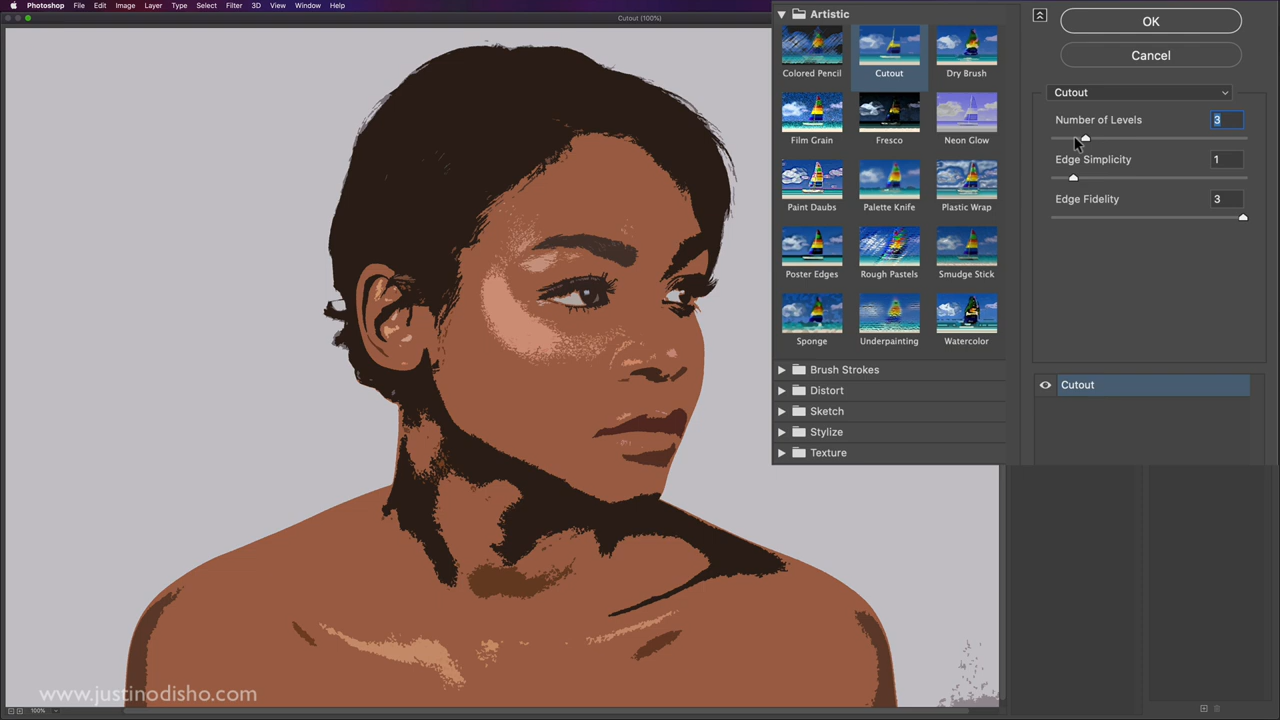 Photoshop File Edit Image Layer Type Select Filter 3D View Window Help
Cutout (100%)
Artistic
Colored Pencil Cutout Dry Brush
Film Grain Fresco Neon Glow
Paint Daubs Palette Knife Plastic Wrap
Poster Edges Rough Pastels Smudge Stick
Sponge Underpainting Watercolor
Brush Strokes
Distort
Sketch
Stylize
Texture
OK
Cancel
Cutout
Number of Levels 3
Edge Simplicity 1
Edge Fidelity 3
Cutout
www.justinodisho.com
100%